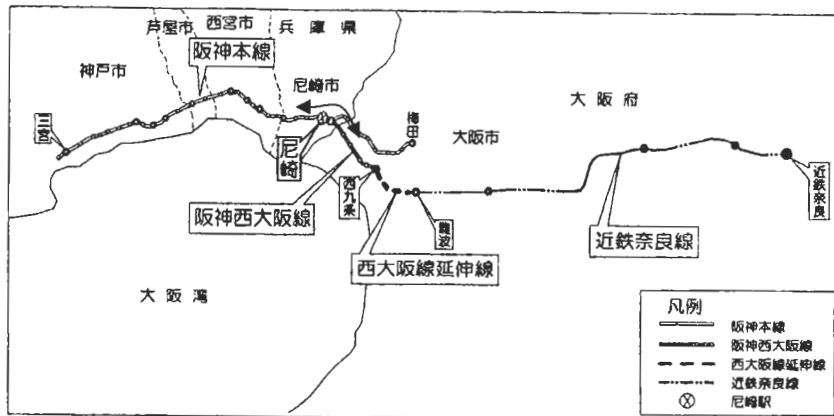 芦屋市
西宮市
兵庫県
阪神本線
神戸市
尼崎市
大阪府
梅田
三宮
大阪市
尼崎
西九条
近鉄奈良
阪神西大阪線
難波
近鉄奈良線
西大阪線延伸線
大阪湾
凡例
阪神本線
阪神西大阪線
西大阪線延伸線
近鉄奈良線
尼崎駅